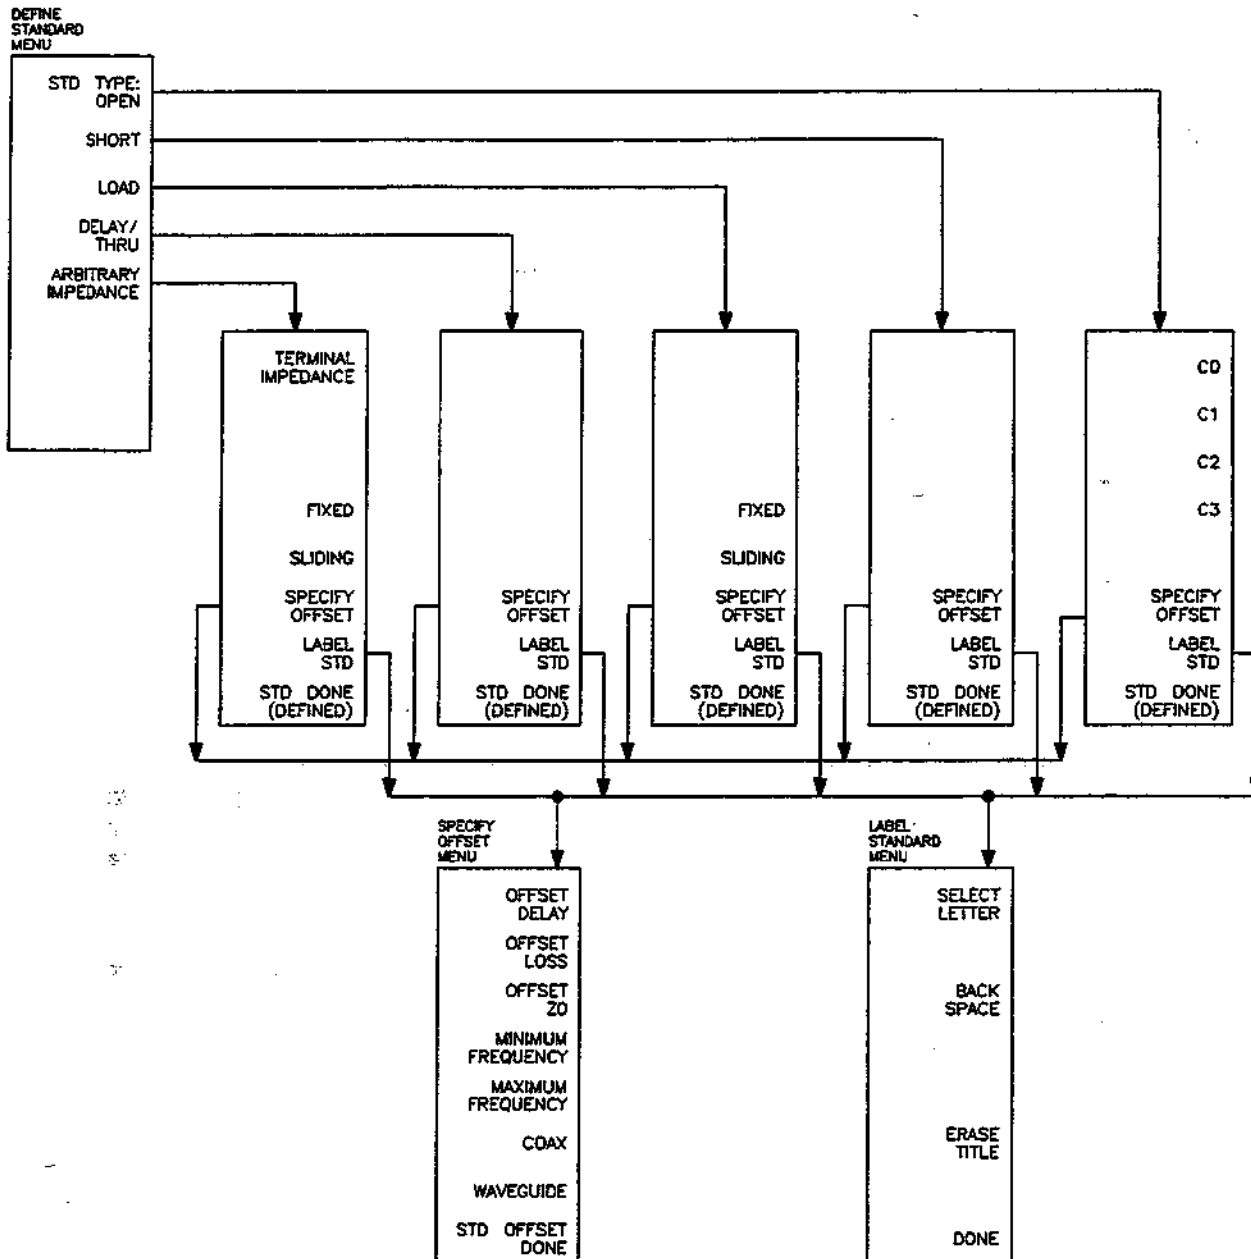 DEFINE
STANDARD
MENU
STD TYPE:
OPEN
SHORT
LOAD
DELAY/
THRU
ARBITRARY
IMPEDANCE
TERMINAL
IMPEDANCE
FIXED
SLIDING
SPECIFY
OFFSET
LABEL
STD
STD DONE
(DEFINED)
SPECIFY
OFFSET
LABEL
STD
STD DONE
(DEFINED)
FIXED
SLIDING
SPECIFY
OFFSET
LABEL
STD
STD DONE
(DEFINED)
SPECIFY
OFFSET
LABEL
STD
STD DONE
(DEFINED)
C0
C1
C2
C3
SPECIFY
OFFSET
LABEL
STD
STD DONE
(DEFINED)
SPECIFY
OFFSET
MENU
OFFSET
DELAY
OFFSET
LOSS
OFFSET
Z0
MINIMUM
FREQUENCY
MAXIMUM
FREQUENCY
COAX
WAVEGUIDE
STD OFFSET
DONE
LABEL
STANDARD
MENU
SELECT
LETTER
BACK
SPACE
ERASE
TITLE
DONE